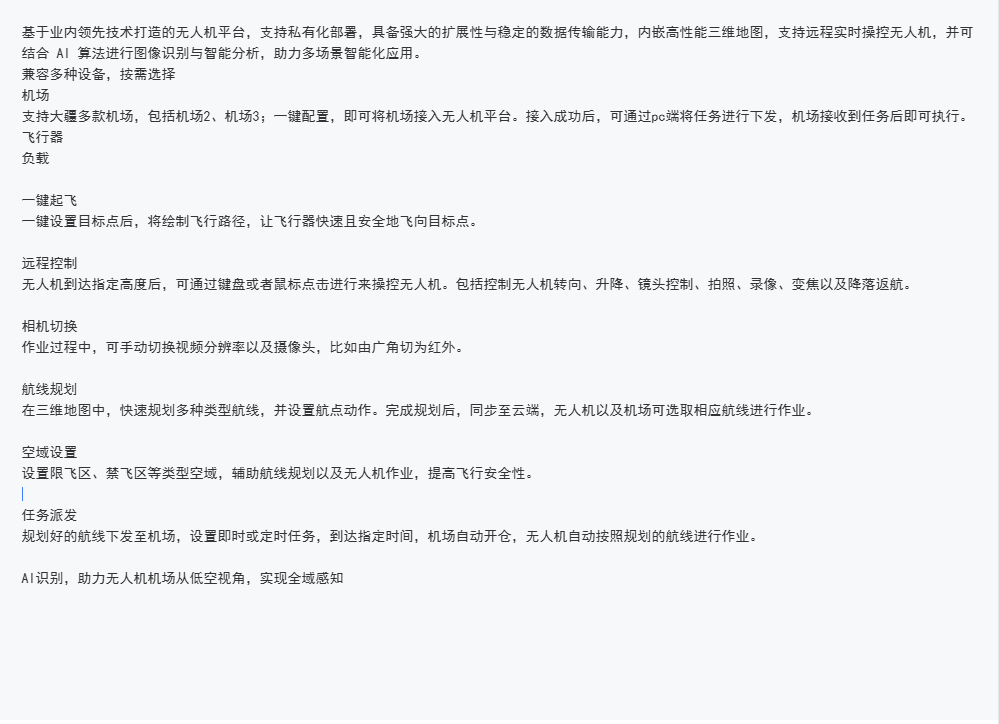 基于业内领先技术打造的无人机平台，支持私有化部署，具备强大的扩展性与稳定的数据传输能力，内嵌高性能三维地图，支持远程实时操控无人机，并可
结合 AI 算法进行图像识别与智能分析，助力多场景智能化应用。
兼容多种设备，按需选择
机场
支持大疆多款机场，包括机场2、机场3；一键配置，即可将机场接入无人机平台。接入成功后，可通过pc端将任务进行下发，机场接收到任务后即可执行。
飞行器
负载
一键起飞
一键设置目标点后，将绘制飞行路径，让飞行器快速且安全地飞向目标点。
远程控制
无人机到达指定高度后，可通过键盘或者鼠标点击进行来操控无人机。包括控制无人机转向、升降、镜头控制、拍照、录像、变焦以及降落返航。
相机切换
作业过程中，可手动切换视频分辨率以及摄像头，比如由广角切为红外。
航线规划
在三维地图中，快速规划多种类型航线，并设置航点动作。完成规划后，同步至云端，无人机以及机场可选取相应航线进行作业。
空域设置
设置限飞区、禁飞区等类型空域，辅助航线规划以及无人机作业，提高飞行安全性。
任务派发
规划好的航线下发至机场，设置即时或定时任务，到达指定时间，机场自动开仓，无人机自动按照规划的航线进行作业。
AI识别，助力无人机机场从低空视角，实现全域感知